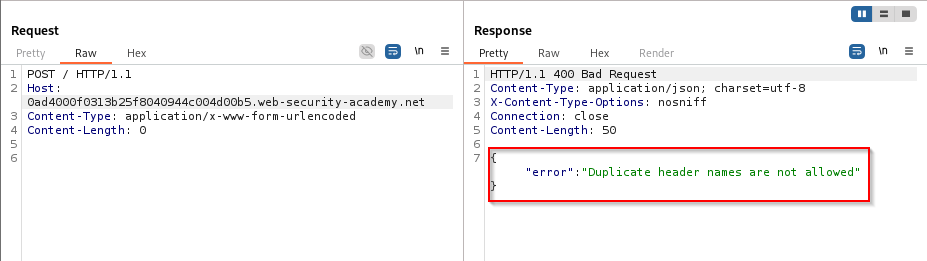 Request
Pretty Raw Hex \n
1 POST / HTTP/1.1
2 Host:
0ad4000f0313b25f8040944c004d00b5.web-security-academy.net
3 Content-Type: application/x-www-form-urlencoded
4 Content-Length: 0
5
6
Response
Pretty Raw Hex Render \n
1 HTTP/1.1 400 Bad Request
2 Content-Type: application/json; charset=utf-8
3 X-Content-Type-Options: nosniff
4 Connection: close
5 Content-Length: 50
6
7 {
"error":"Duplicate header names are not allowed"
}